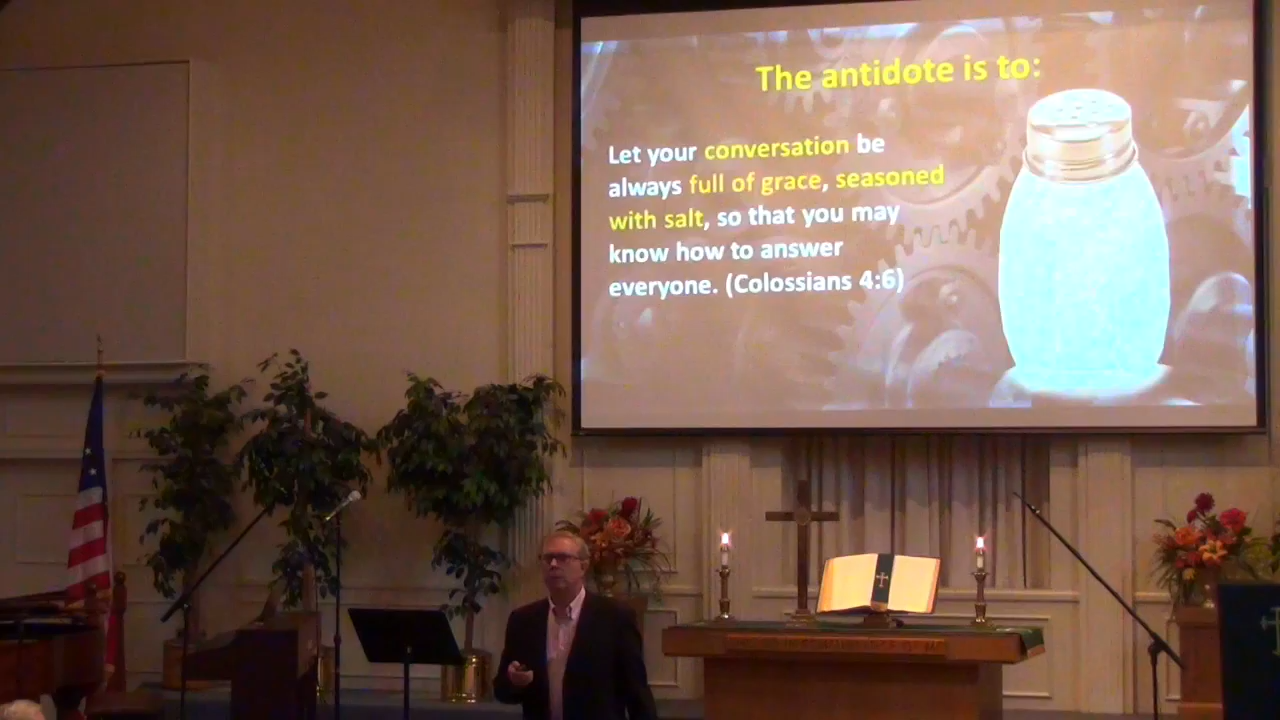 The antidote is to:
Let your conversation be
always full of grace, seasoned
with salt, so that you may
know how to answer
everyone. (Colossians 4:6)